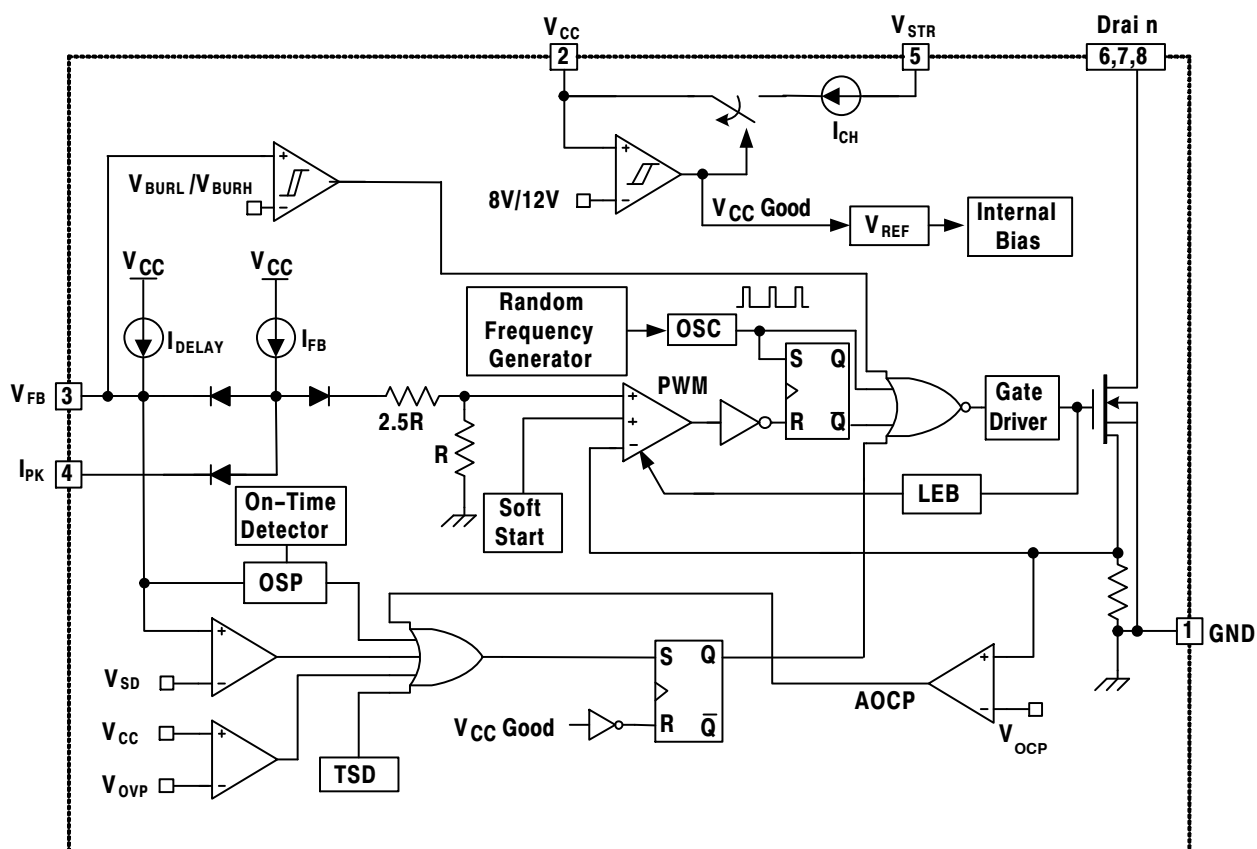 V_CC
V_STR
Drai n
2
5
6,7,8
I_CH
+
−
V_BURL /V_BURH
+
−
8V/12V
V_CC Good
V_REF
Internal
Bias
V_CC
V_CC
I_DELAY
I_FB
Random
Frequency
Generator
OSC
S Q
R Q̅
PWM
+
+
−
V_FB
3
2.5R
R
Gate
Driver
I_PK
4
LEB
Soft
Start
On−Time
Detector
OSP
1
GND
+
−
V_SD
S Q
R Q̅
V_CC Good
+
−
AOCP
V_OCP
V_CC
+
V_OVP
−
TSD